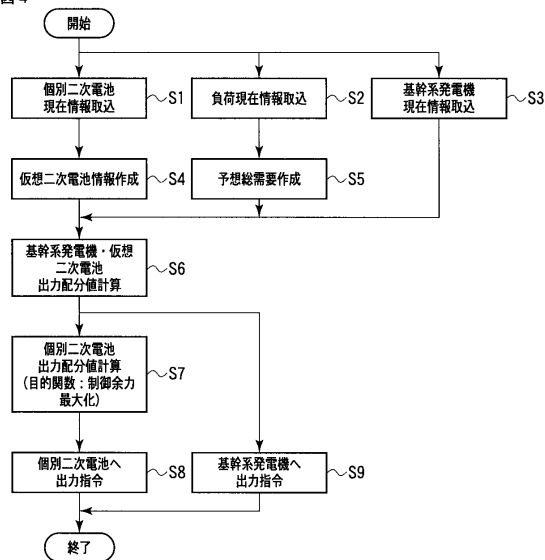 図4
開始
個別二次電池
現在情報取込
S1
負荷現在情報取込
S2
基幹系発電機
現在情報取込
S3
仮想二次電池情報作成
S4
予想総需要作成
S5
基幹系発電機・仮想
二次電池
出力配分値計算
S6
個別二次電池
出力配分値計算
(目的関数：制御余力
最大化)
S7
個別二次電池へ
出力指令
S8
基幹系発電機へ
出力指令
S9
終了